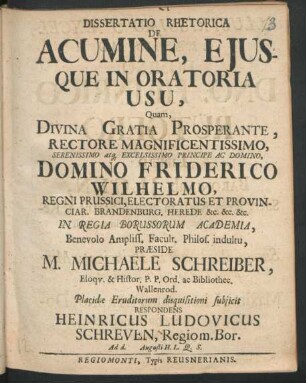 DISSERTATIO RHETORICA
DE
ACUMINE, EJUS-
QUE IN ORATORIA
USU,
Quam,
DIVINA GRATIA PROSPERANTE,
RECTORE MAGNIFICENTISSIMO,
SERENISSIMO atq; EXCELSISSIMO PRINCIPE AC DOMINO,
DOMINO FRIDERICO
WILHELMO,
REGNI PRUSSICI, ELECTORATUS ET PROVIN-
CIAR. BRANDENBURG, HEREDE &c. &c. &c.
IN REGIA BORUSSORUM ACADEMIA,
Benevolo Ampliss. Facult. Philos. indultu,
PRÆSIDE
M. MICHAELE SCHREIBER,
Eloqv. & Histor. P. P. Ord, ac Bibliothec.
Wallenrod.
Placidæ Eruditorum disquisitioni subjicit
RESPONDENS
HEINRICUS LUDOVICUS
SCHREVEN, Regiom. Bor.
Ad d. Augusti H. L. Q. S.
REGIOMONTI, Typis REUSNERIANIS.